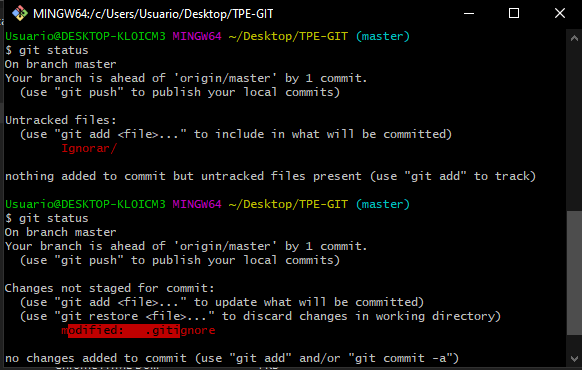 MINGW64:/c/Users/Usuario/Desktop/TPE-GIT
Usuario@DESKTOP-KLOICM3 MINGW64 ~/Desktop/TPE-GIT (master)
$ git status
On branch master
Your branch is ahead of 'origin/master' by 1 commit.
(use "git push" to publish your local commits)
Untracked files:
(use "git add <file>..." to include in what will be committed)
Ignorar/
nothing added to commit but untracked files present (use "git add" to track)
Usuario@DESKTOP-KLOICM3 MINGW64 ~/Desktop/TPE-GIT (master)
$ git status
On branch master
Your branch is ahead of 'origin/master' by 1 commit.
(use "git push" to publish your local commits)
Changes not staged for commit:
(use "git add <file>..." to update what will be committed)
(use "git restore <file>..." to discard changes in working directory)
modified:   .gitignore
no changes added to commit (use "git add" and/or "git commit -a")